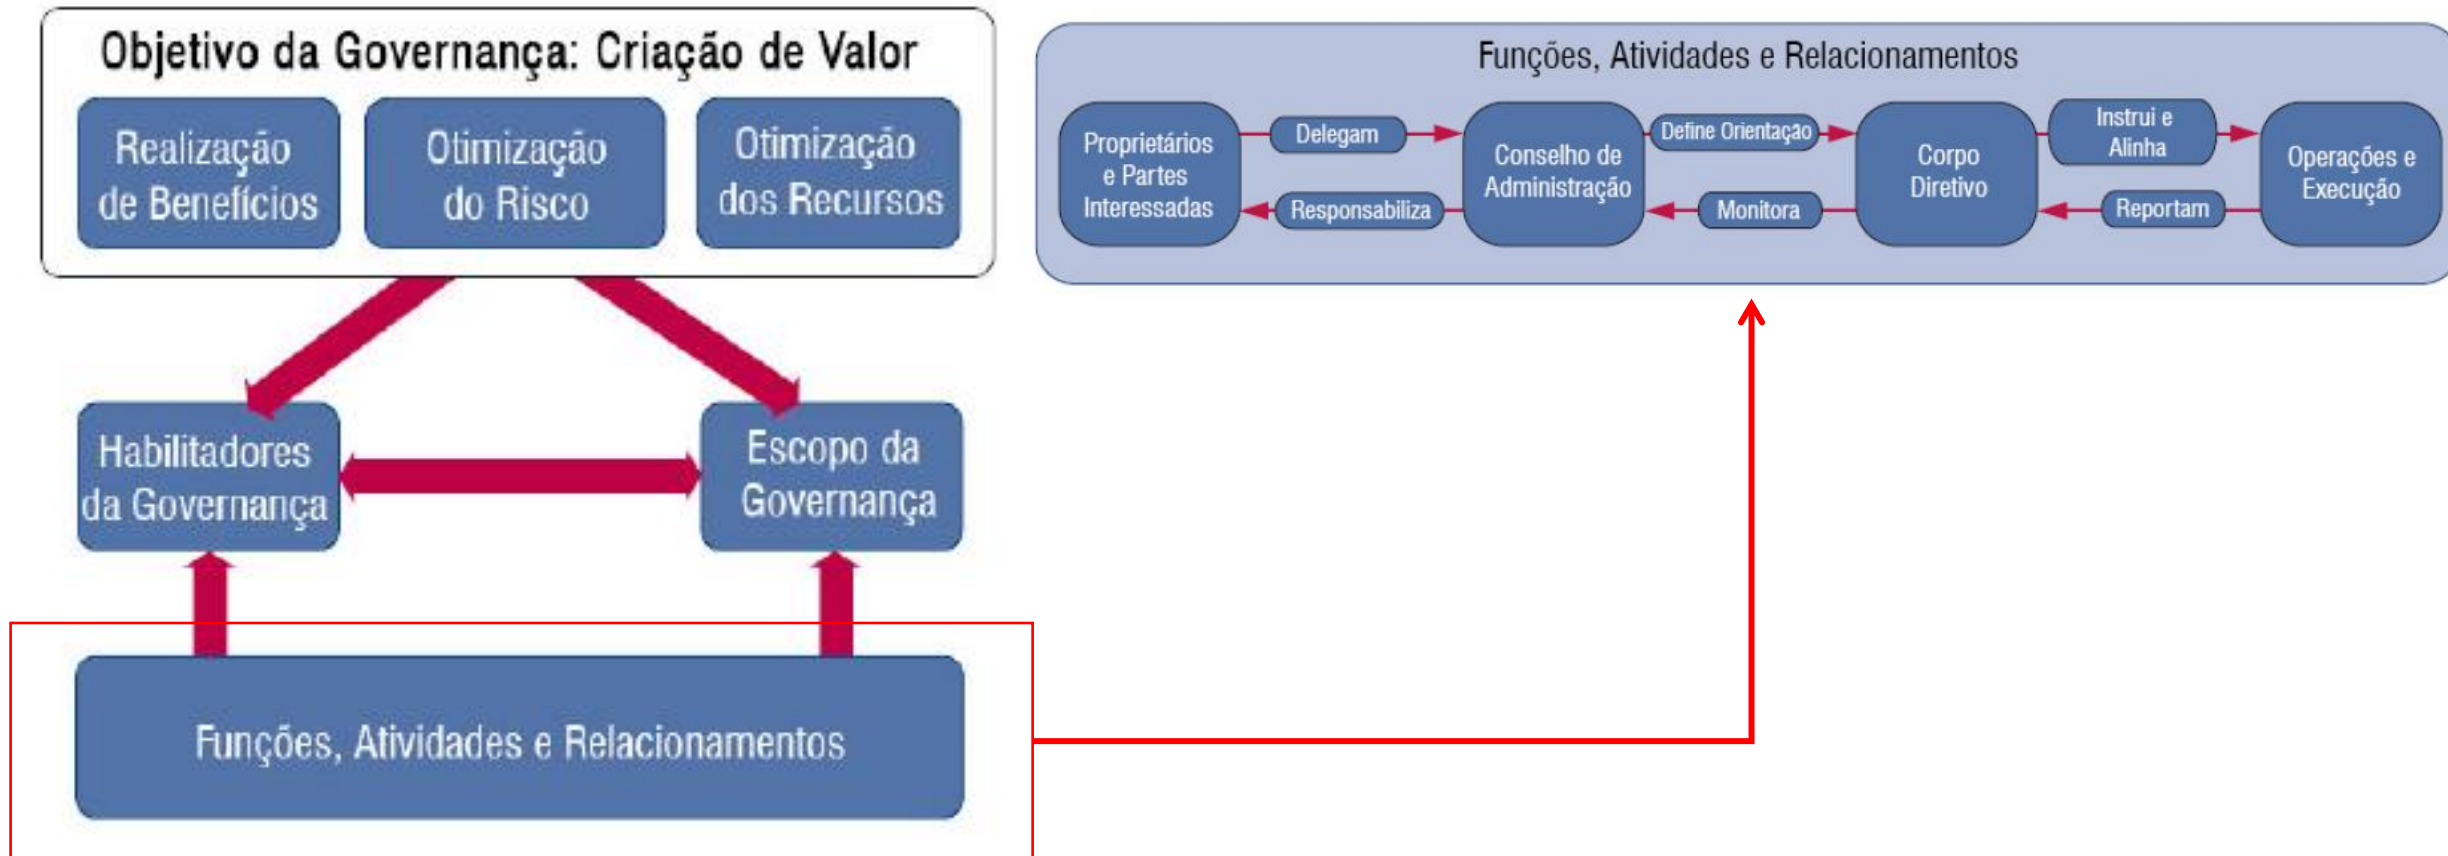 Objetivo da Governança: Criação de Valor
Realização
de Benefícios
Otimização
do Risco
Otimização
dos Recursos
Habilitadores
da Governança
Escopo da
Governança
Funções, Atividades e Relacionamentos
Funções, Atividades e Relacionamentos
Proprietários
e Partes
Interessadas
Delegam
Responsabiliza
Conselho de
Administração
Define Orientação
Monitora
Corpo
Diretivo
Instrui e
Alinha
Reportam
Operações e
Execução